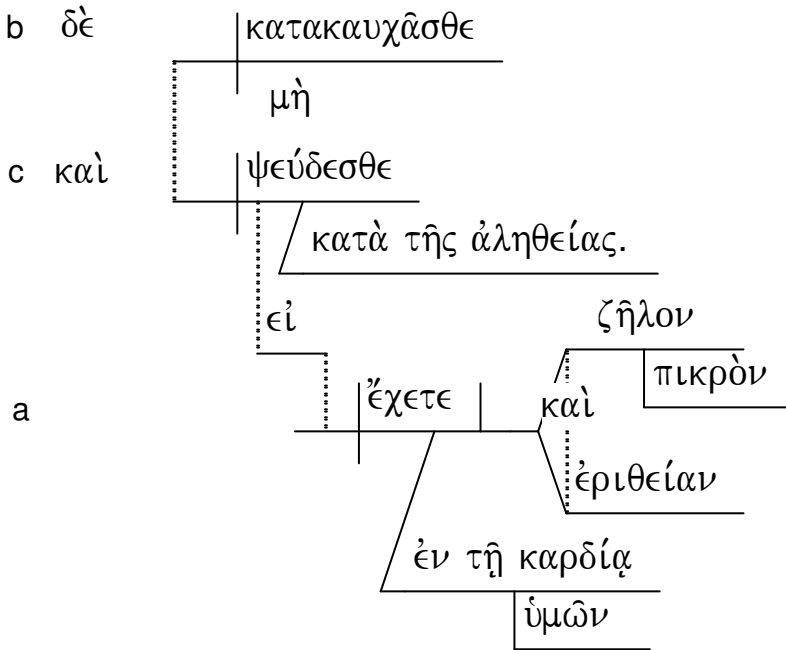 b δὲ κατακαυχᾶσθε
μὴ
c καὶ ψεύδεσθε
κατὰ τῆς ἀληθείας.
εἰ ζῆλον
πικρὸν
a ἔχετε καὶ
ἐριθείαν
ἐν τῇ καρδίᾳ
ὑμῶν